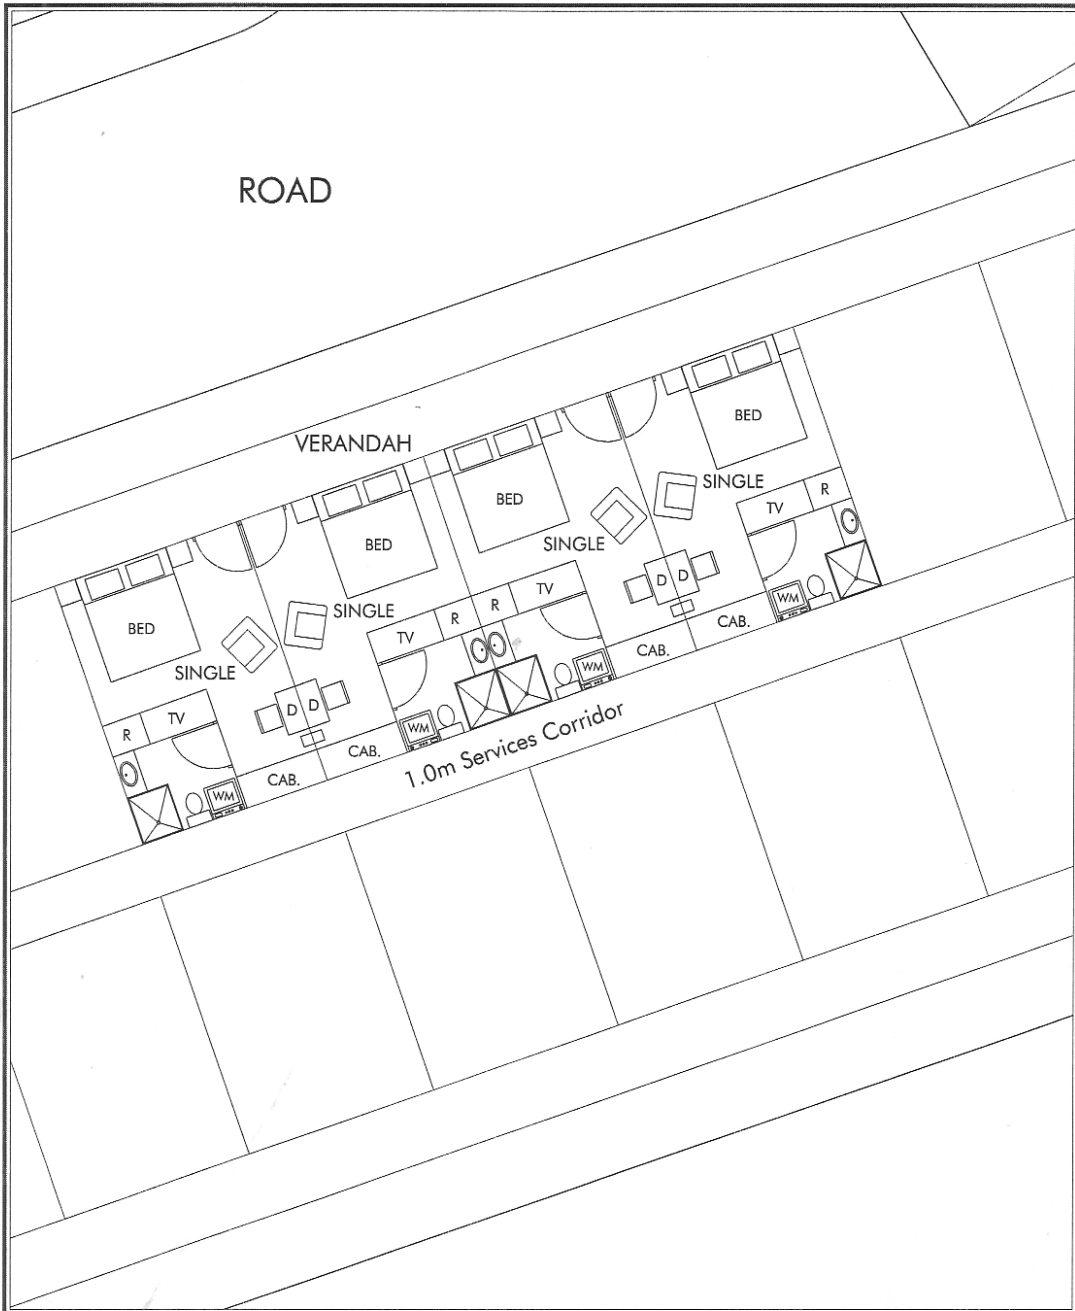 ROAD
VERANDAH
BED
SINGLE
TV
R
BED
SINGLE
TV
R
BED
SINGLE
TV
R
BED
SINGLE
TV
R
D D
WM
CAB.
WM
CAB.
D D
WM
CAB.
WM
CAB.
1.0m Services Corridor